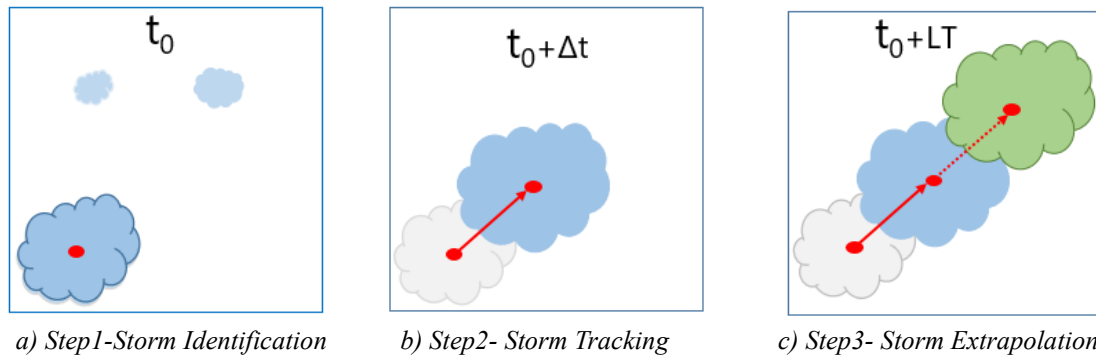 t₀
t₀+Δt
t₀+LT
a) Step1-Storm Identification
b) Step2- Storm Tracking
c) Step3- Storm Extrapolation